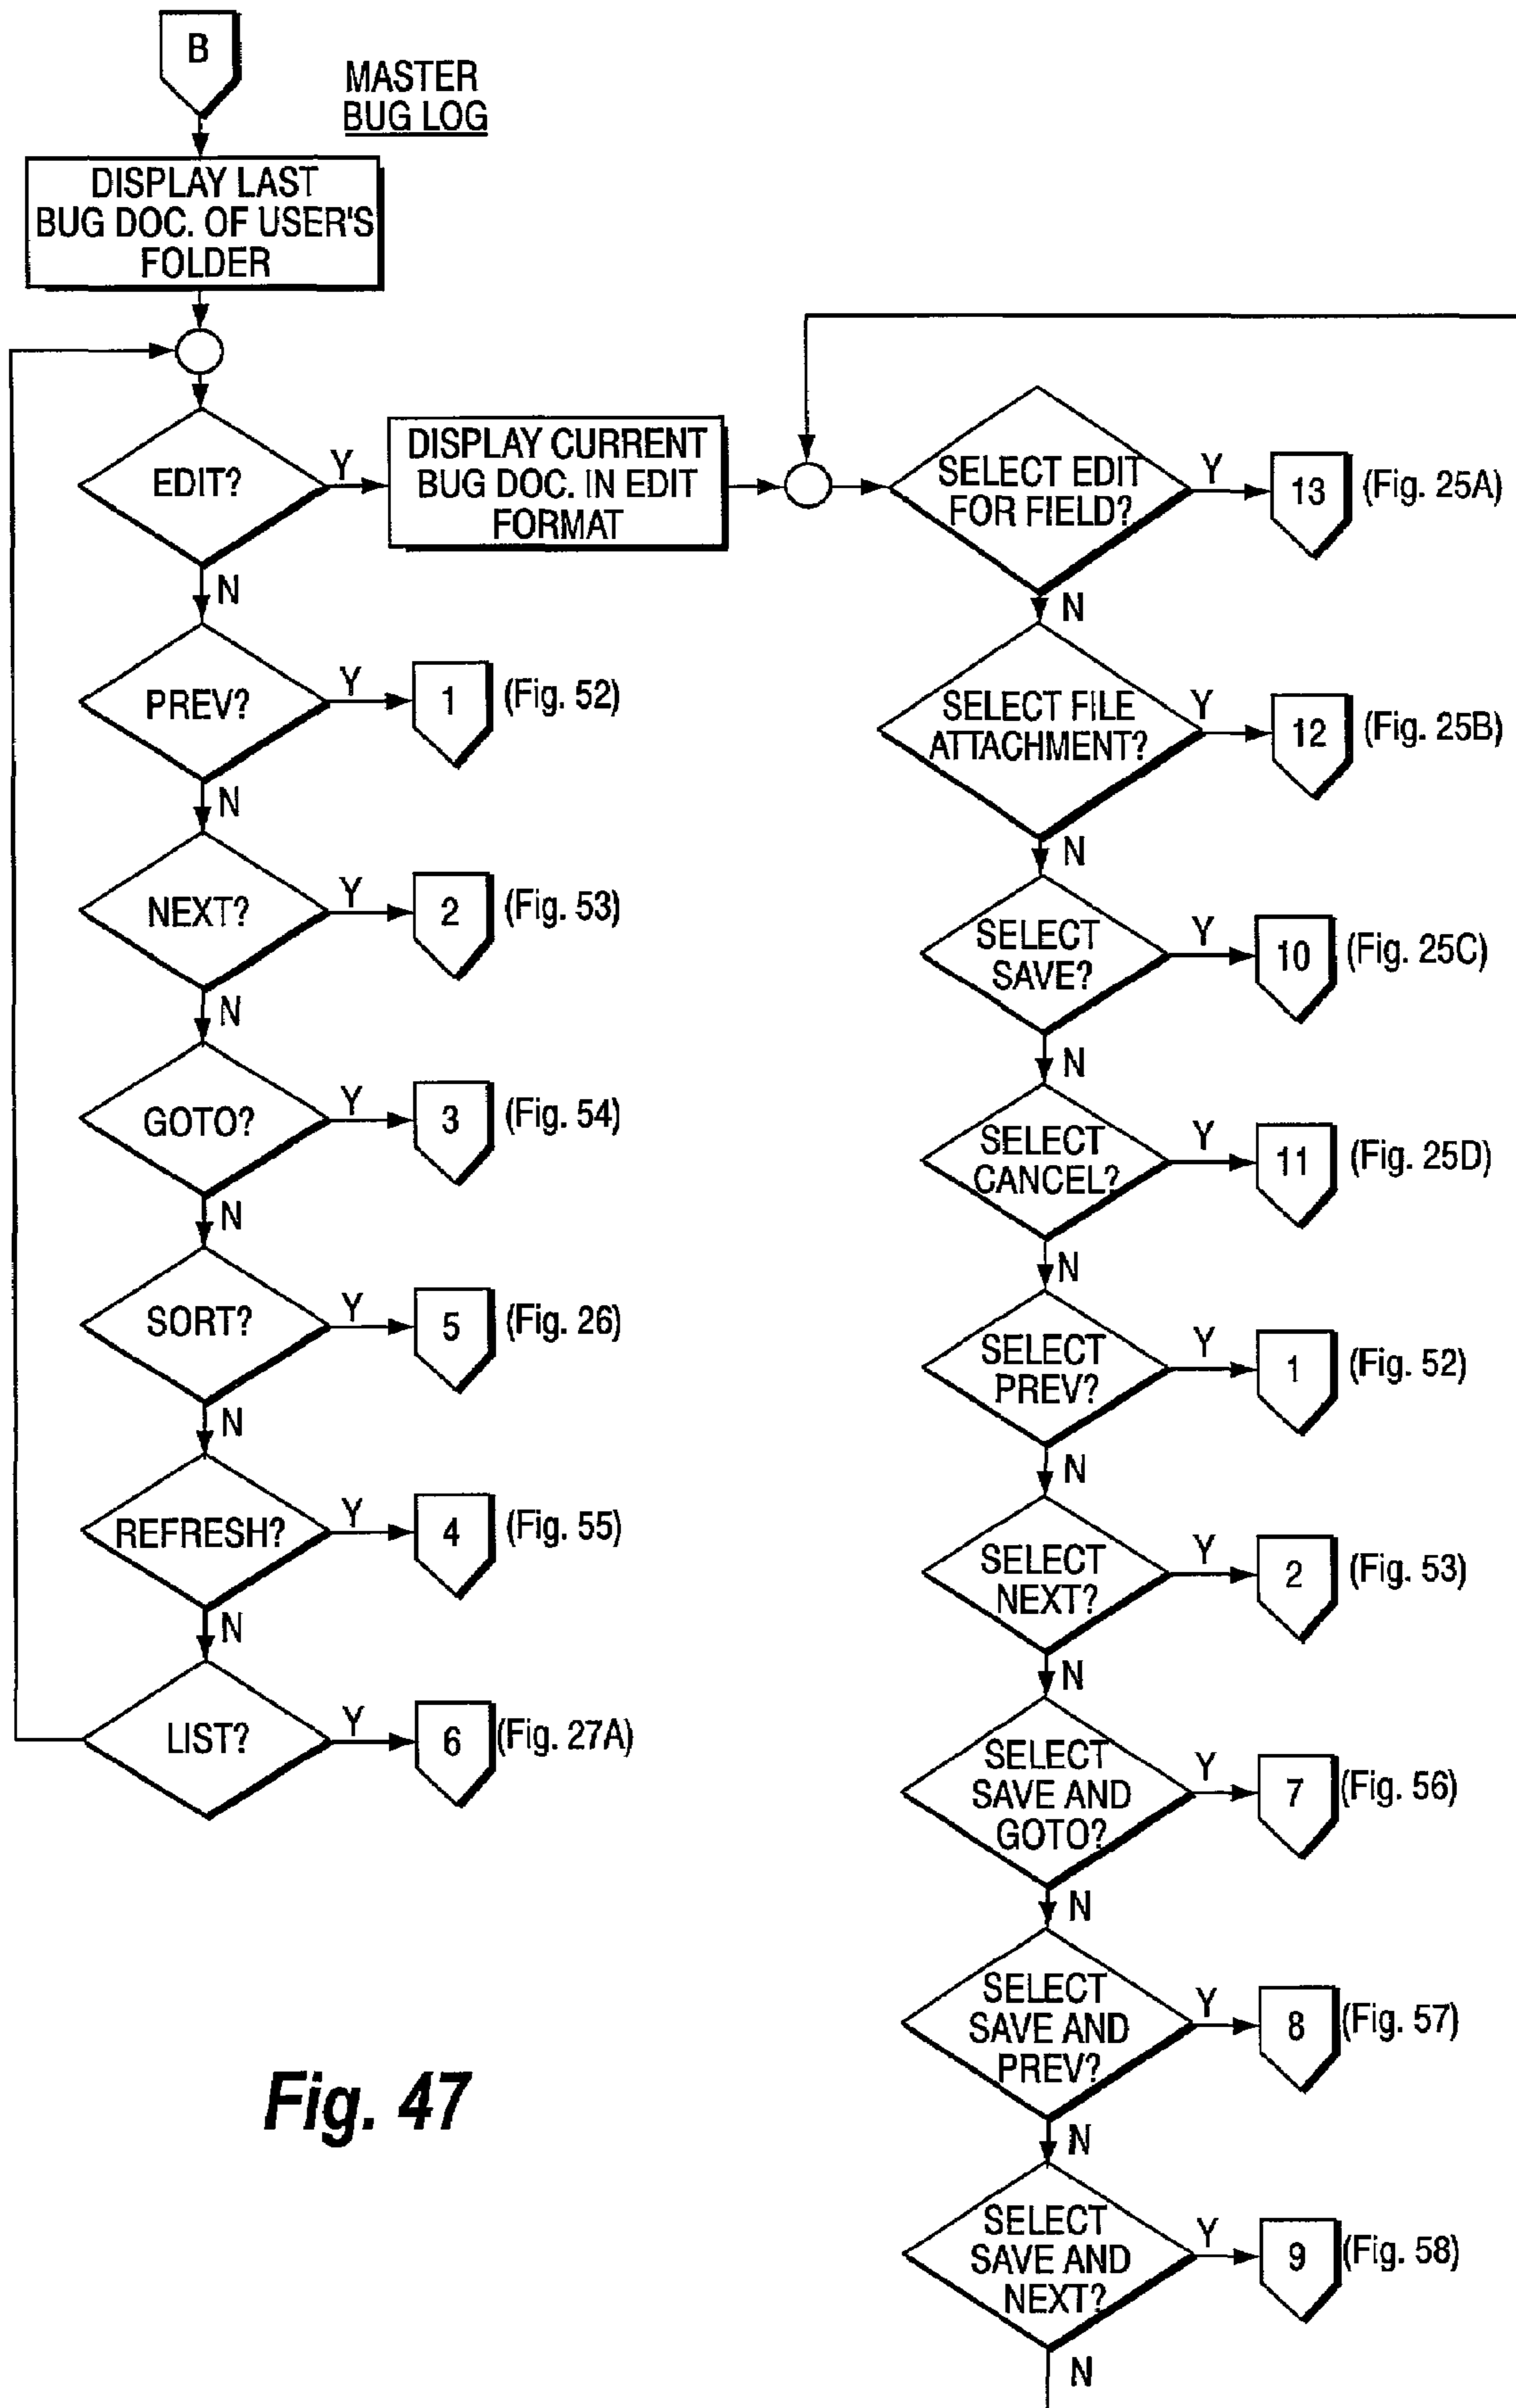 B
MASTER
BUG LOG
DISPLAY LAST
BUG DOC. OF USER'S
FOLDER
EDIT?
Y
N
DISPLAY CURRENT
BUG DOC. IN EDIT
FORMAT
PREV?
Y
1
(Fig. 52)
N
NEXT?
Y
2
(Fig. 53)
N
GOTO?
Y
3
(Fig. 54)
N
SORT?
Y
5
(Fig. 26)
N
REFRESH?
Y
4
(Fig. 55)
N
LIST?
Y
6
(Fig. 27A)
SELECT EDIT
FOR FIELD?
Y
13
(Fig. 25A)
N
SELECT FILE
ATTACHMENT?
Y
12
(Fig. 25B)
N
SELECT
SAVE?
Y
10
(Fig. 25C)
N
SELECT
CANCEL?
Y
11
(Fig. 25D)
N
SELECT
PREV?
Y
1
(Fig. 52)
N
SELECT
NEXT?
Y
2
(Fig. 53)
N
SELECT
SAVE AND
GOTO?
Y
7
(Fig. 56)
N
SELECT
SAVE AND
PREV?
Y
8
(Fig. 57)
N
SELECT
SAVE AND
NEXT?
Y
9
(Fig. 58)
N
Fig. 47